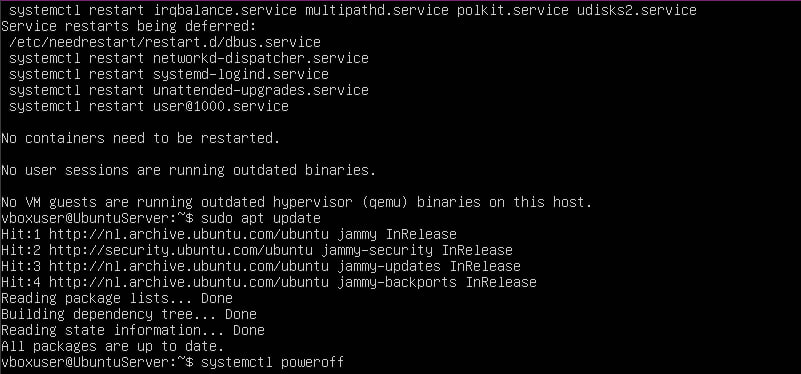 systemctl restart irqbalance.service multipathd.service polkit.service udisks2.service
Service restarts being deferred:
/etc/needrestart/restart.d/dbus.service
systemctl restart networkd-dispatcher.service
systemctl restart systemd-logind.service
systemctl restart unattended-upgrades.service
systemctl restart user@1000.service
No containers need to be restarted.
No user sessions are running outdated binaries.
No VM guests are running outdated hypervisor (qemu) binaries on this host.
vboxuser@UbuntuServer:~$ sudo apt update
Hit:1 http://nl.archive.ubuntu.com/ubuntu jammy InRelease
Hit:2 http://security.ubuntu.com/ubuntu jammy-security InRelease
Hit:3 http://nl.archive.ubuntu.com/ubuntu jammy-updates InRelease
Hit:4 http://nl.archive.ubuntu.com/ubuntu jammy-backports InRelease
Reading package lists... Done
Building dependency tree... Done
Reading state information... Done
All packages are up to date.
vboxuser@UbuntuServer:~$ systemctl poweroff